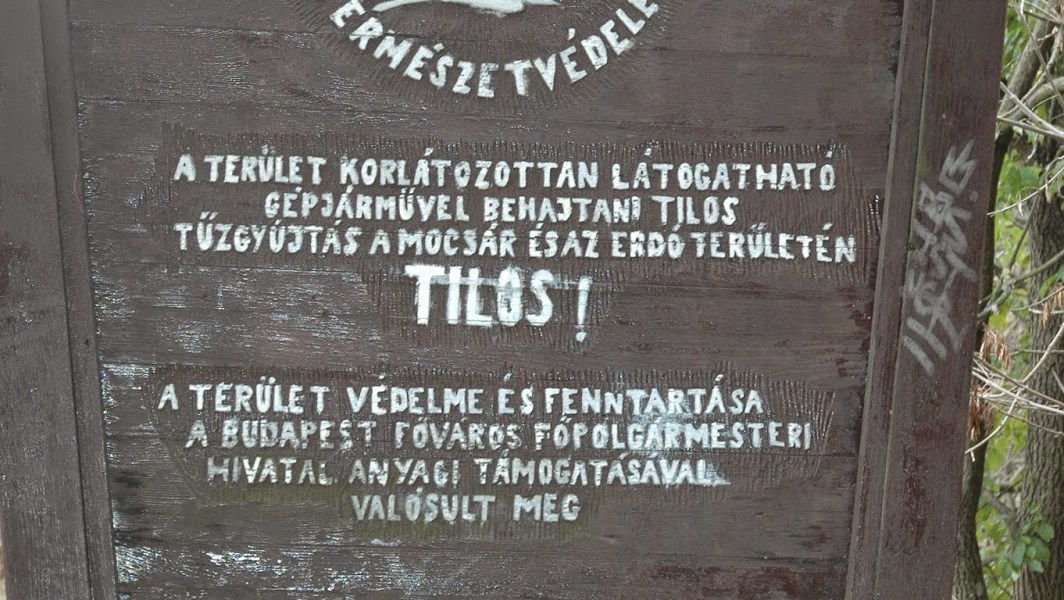 ERMÉSZETVÉDELE
A TERÜLET KORLÁTOZOTTAN LÁTOGATHATÓ
GÉPJÁRMŰVEL BEHAJTANI TILOS
TŰZGYÚJTÁS A MOCSÁR ÉS AZ ERDŐ TERÜLETÉN
TILOS!
A TERÜLET VÉDELME ÉS FENNTARTÁSA
A BUDAPEST FŐVÁROS FŐPOLGÁRMESTERI
HIVATAL ANYAGI TÁMOGATÁSÁVAL
VALÓSULT MEG